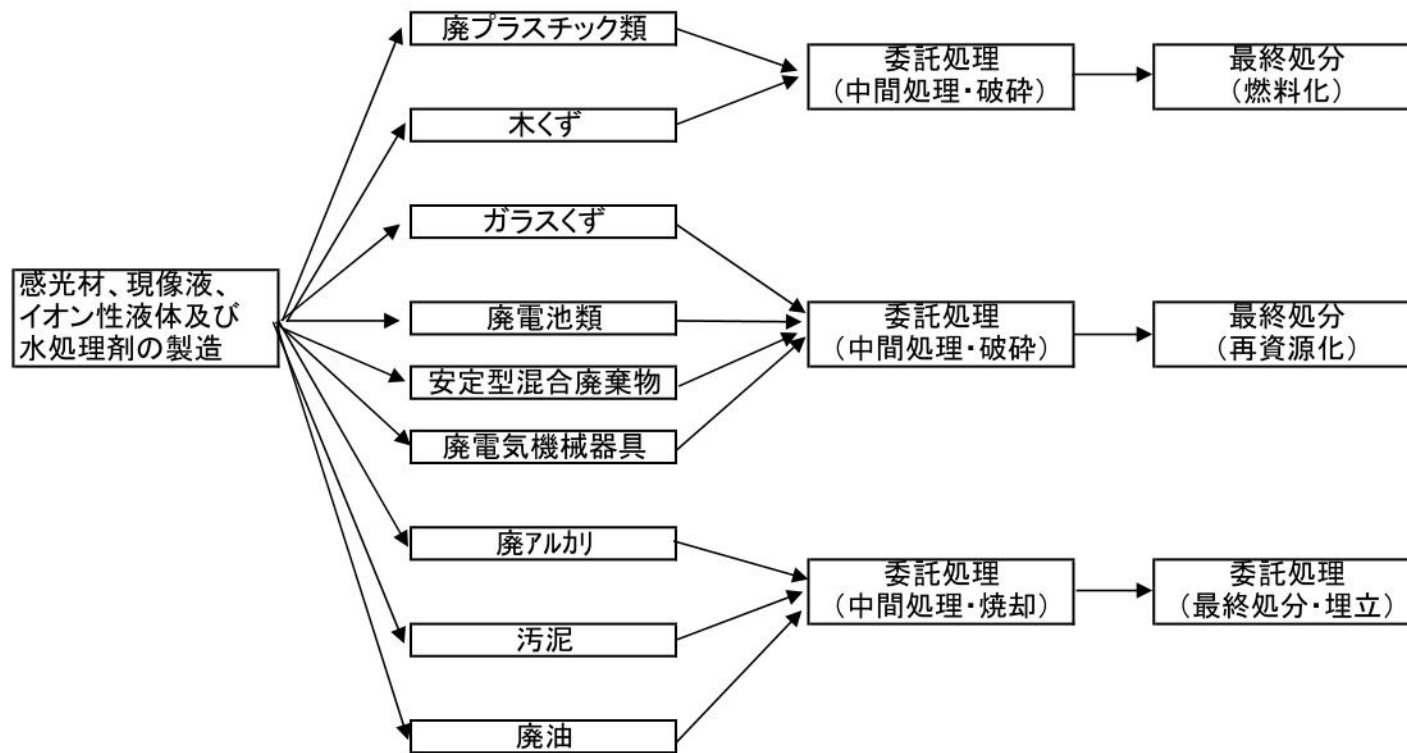 廃プラスチック類
木くず
ガラスくず
廃電池類
安定型混合廃棄物
廃電気機械器具
廃アルカリ
汚泥
廃油
感光材、現像液、
イオン性液体及び
水処理剤の製造
委託処理
（中間処理・破砕）
最終処分
（燃料化）
委託処理
（中間処理・破砕）
最終処分
（再資源化）
委託処理
（中間処理・焼却）
委託処理
（最終処分・埋立）